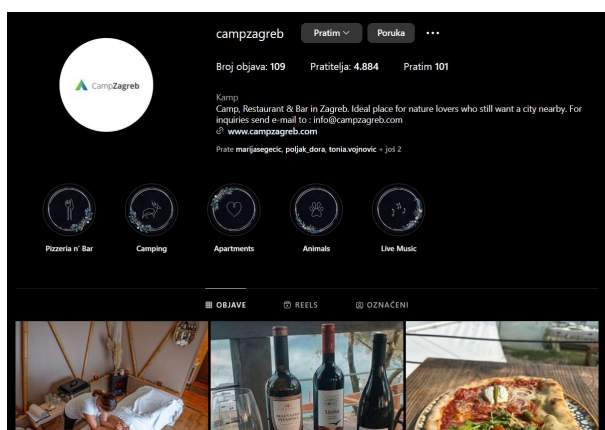 campzagreb Pratim Poruka
CampZagreb
Broj objava: 109 Pratitelja: 4.884 Pratim 101
Kamp
Camp, Restaurant & Bar in Zagreb. Ideal place for nature lovers who still want a city nearby. For
inquiries send e-mail to : info@campzagreb.com
www.campzagreb.com
Prate marijasegecic, poljak_dora, tonia.vojnovic + još 2
Pizzeria n' Bar Camping Apartments Animals Live Music
OBJAVE REELS OZNAČENI